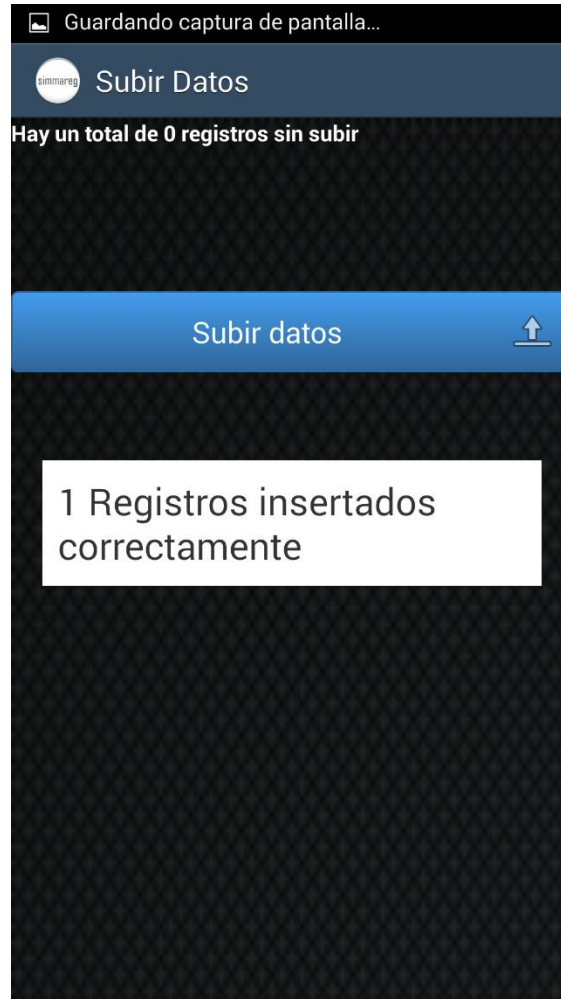 Guardando captura de pantalla...
simmareg
Subir Datos
Hay un total de 0 registros sin subir
Subir datos
1 Registros insertados
correctamente